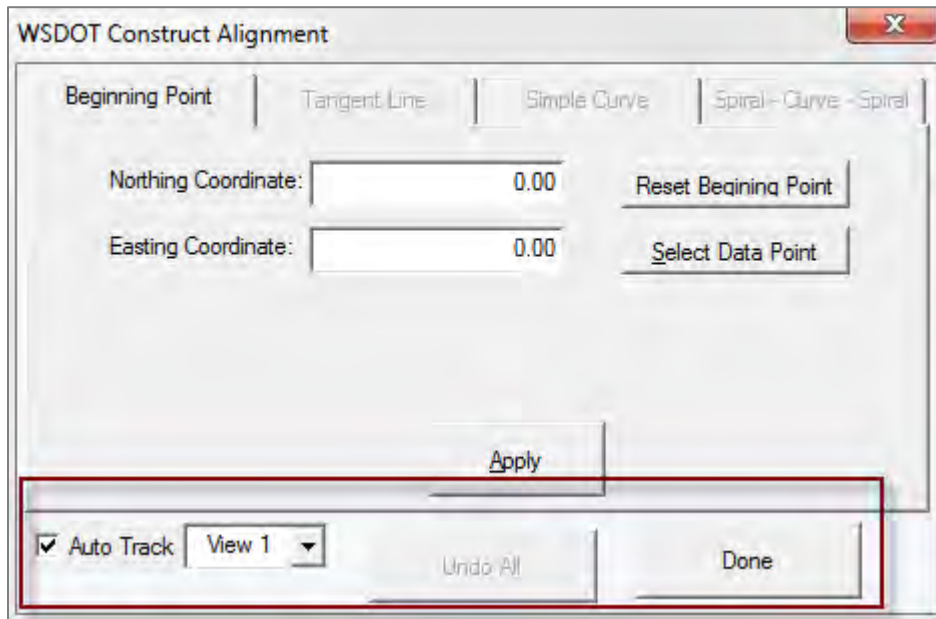 WSDOT Construct Alignment
Beginning Point Tangent Line Simple Curve Spiral - Curve - Spiral
Northing Coordinate: 0.00 Reset Begining Point
Easting Coordinate: 0.00 Select Data Point
Apply
Auto Track View 1 Undo All Done